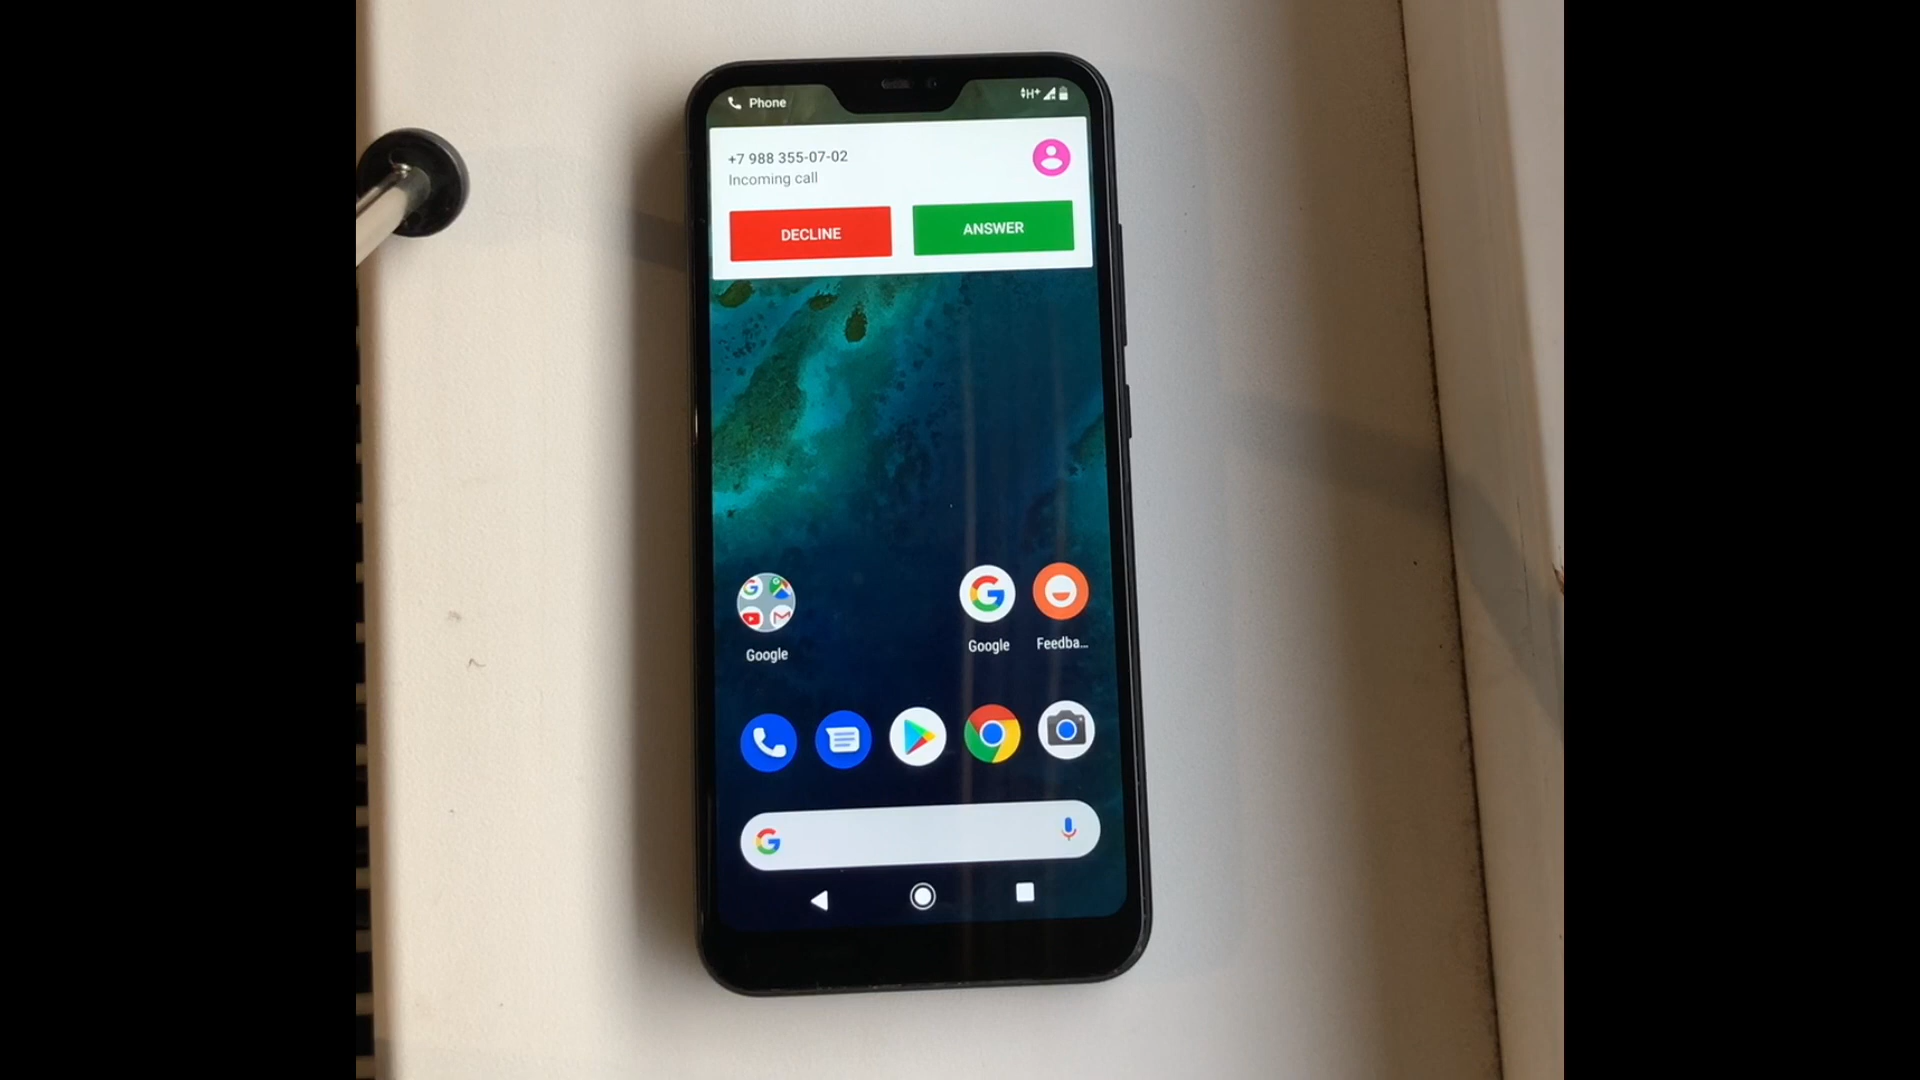 Phone
H+
+7 988 355-07-02
Incoming call
DECLINE
ANSWER
Google
Google
Feedba...